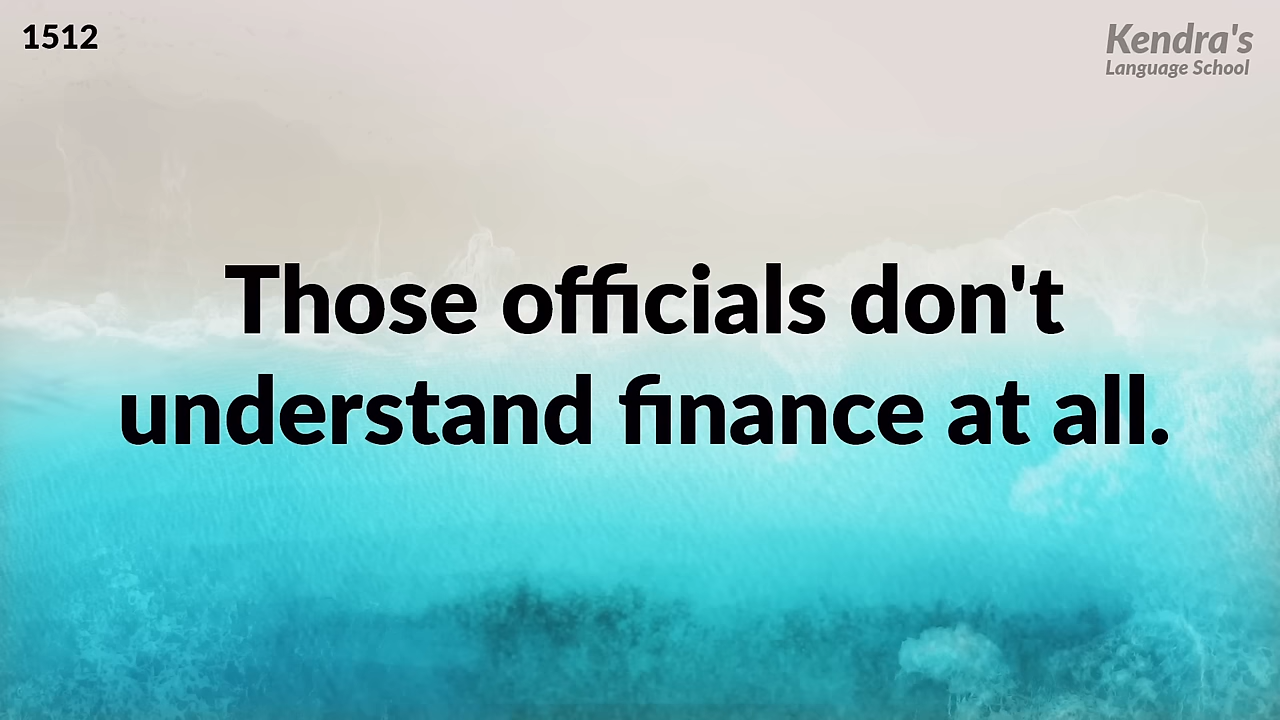 1512
Kendra's
Language School
Those officials don't
understand finance at all.